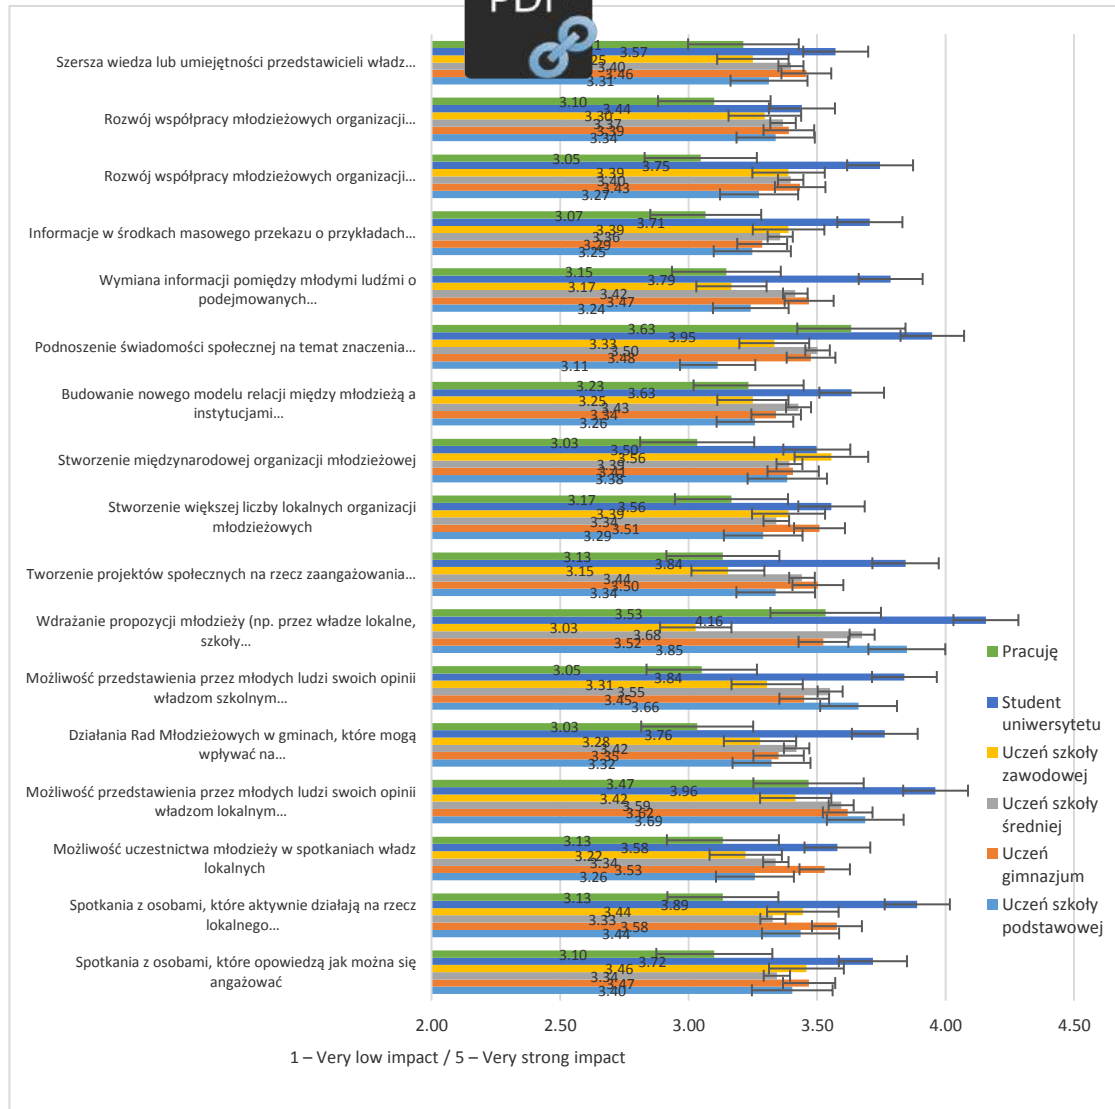 PDF
Szersza wiedza lub umiejętności przedstawicieli władz…
3.57
3.40
3.46
3.31
Rozwój współpracy młodzieżowych organizacji…
3.10
3.44
3.30
3.37
3.39
3.34
Rozwój współpracy młodzieżowych organizacji…
3.05
3.75
3.39
3.40
3.43
3.27
Informacje w środkach masowego przekazu o przykładach…
3.07
3.71
3.39
3.36
3.29
3.25
Wymiana informacji pomiędzy młodymi ludźmi o
podejmowanych…
3.15
3.79
3.17
3.42
3.47
3.24
Podnoszenie świadomości społecznej na temat znaczenia…
3.63
3.95
3.33
3.50
3.48
3.11
Budowanie nowego modelu relacji między młodzieżą a
instytucjami…
3.23
3.63
3.25
3.43
3.34
3.26
Stworzenie międzynarodowej organizacji młodzieżowej
3.03
3.50
3.56
3.39
3.41
3.38
Stworzenie większej liczby lokalnych organizacji
młodzieżowych
3.17
3.56
3.39
3.34
3.51
3.29
Tworzenie projektów społecznych na rzecz zaangażowania…
3.13
3.84
3.15
3.44
3.50
3.34
Wdrażanie propozycji młodzieży (np. przez władze lokalne,
szkoły…
3.53
4.16
3.03
3.68
3.52
3.85
Możliwość przedstawienia przez młodych ludzi swoich opinii
władzom szkolnym…
3.05
3.84
3.31
3.55
3.45
3.66
Działania Rad Młodzieżowych w gminach, które mogą
wpływać na…
3.03
3.76
3.28
3.42
3.35
3.32
Możliwość przedstawienia przez młodych ludzi swoich opinii
władzom lokalnym…
3.47
3.96
3.42
3.59
3.62
3.69
Możliwość uczestnictwa młodzieży w spotkaniach władz
lokalnych
3.13
3.58
3.22
3.34
3.53
3.26
Spotkania z osobami, które aktywnie działają na rzecz
lokalnego…
3.13
3.89
3.44
3.33
3.58
3.44
Spotkania z osobami, które opowiedzą jak można się
angażować
3.10
3.72
3.46
3.34
3.47
3.40
Pracuję
Student
uniwersytetu
Uczeń szkoły
zawodowej
Uczeń szkoły
średniej
Uczeń
gimnazjum
Uczeń szkoły
podstawowej
2.00 2.50 3.00 3.50 4.00 4.50
1 – Very low impact / 5 – Very strong impact